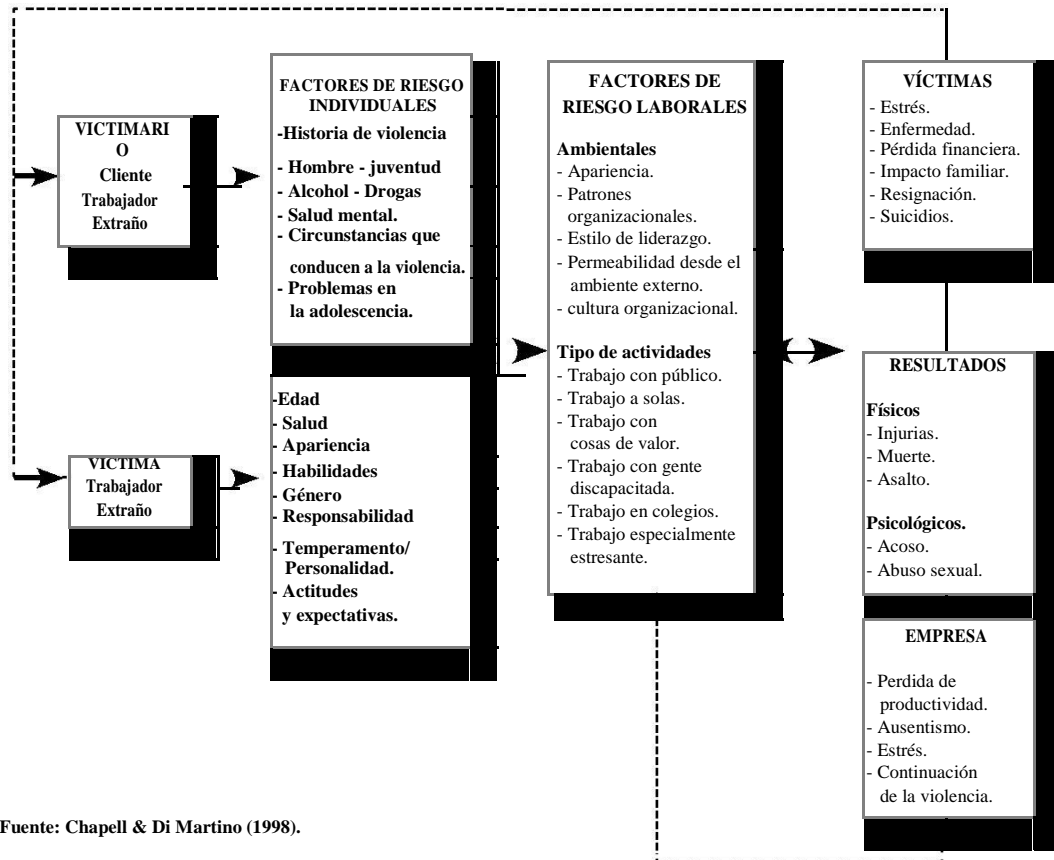 VICTIMARI
O
Cliente
Trabajador
Extraño
VICTIMA
Trabajador
Extraño
FACTORES DE RIESGO
INDIVIDUALES
-Historia de violencia
- Hombre - juventud
- Alcohol - Drogas
- Salud mental.
- Circunstancias que
conducen a la violencia.
- Problemas en
la adolescencia.
-Edad
- Salud
- Apariencia
- Habilidades
- Género
- Responsabilidad
- Temperamento/
Personalidad.
- Actitudes
y expectativas.
FACTORES DE
RIESGO LABORALES
Ambientales
- Apariencia.
- Patrones
organizacionales.
- Estilo de liderazgo.
- Permeabilidad desde el
ambiente externo.
- cultura organizacional.
Tipo de actividades
- Trabajo con público.
- Trabajo a solas.
- Trabajo con
cosas de valor.
- Trabajo con gente
discapacitada.
- Trabajo en colegios.
- Trabajo especialmente
estresante.
VÍCTIMAS
- Estrés.
- Enfermedad.
- Pérdida financiera.
- Impacto familiar.
- Resignación.
- Suicidios.
RESULTADOS
Físicos
- Injurias.
- Muerte.
- Asalto.
Psicológicos.
- Acoso.
- Abuso sexual.
EMPRESA
- Perdida de
productividad.
- Ausentismo.
- Estrés.
- Continuación
de la violencia.
Fuente: Chapell & Di Martino (1998).